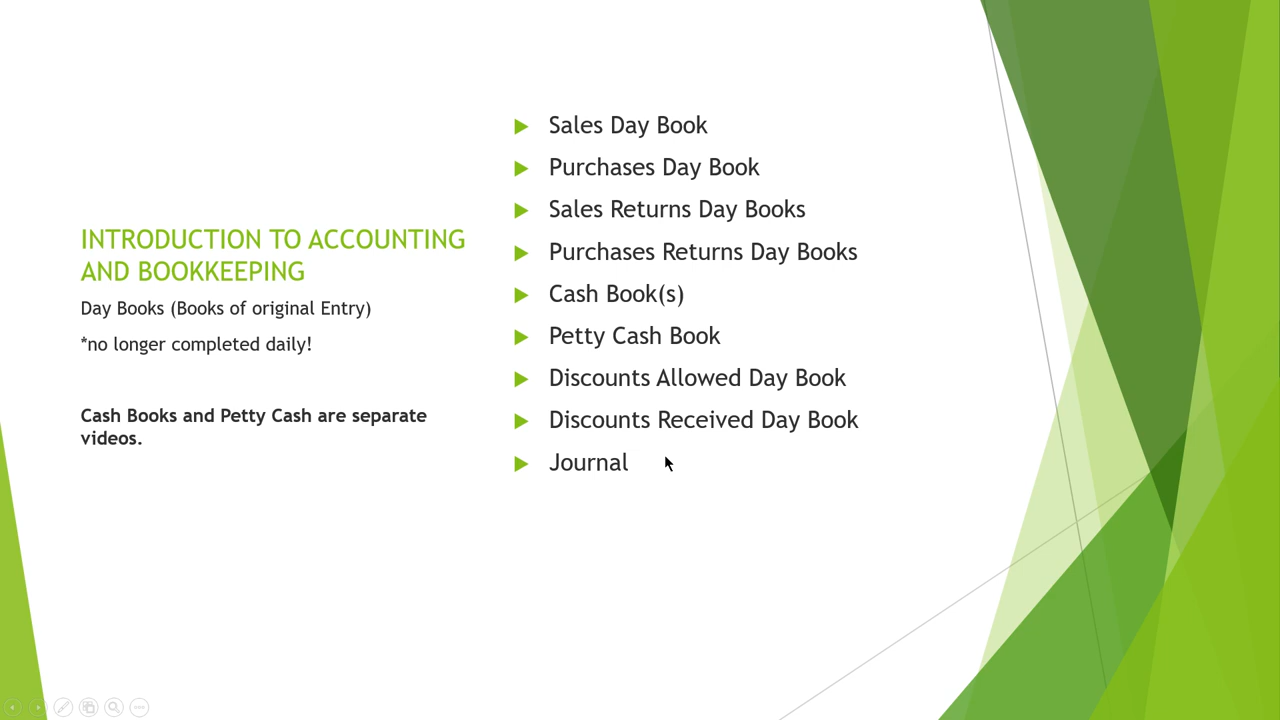 INTRODUCTION TO ACCOUNTING
AND BOOKKEEPING
Day Books (Books of original Entry)
*no longer completed daily!
Cash Books and Petty Cash are separate
videos.
Sales Day Book
Purchases Day Book
Sales Returns Day Books
Purchases Returns Day Books
Cash Book(s)
Petty Cash Book
Discounts Allowed Day Book
Discounts Received Day Book
Journal